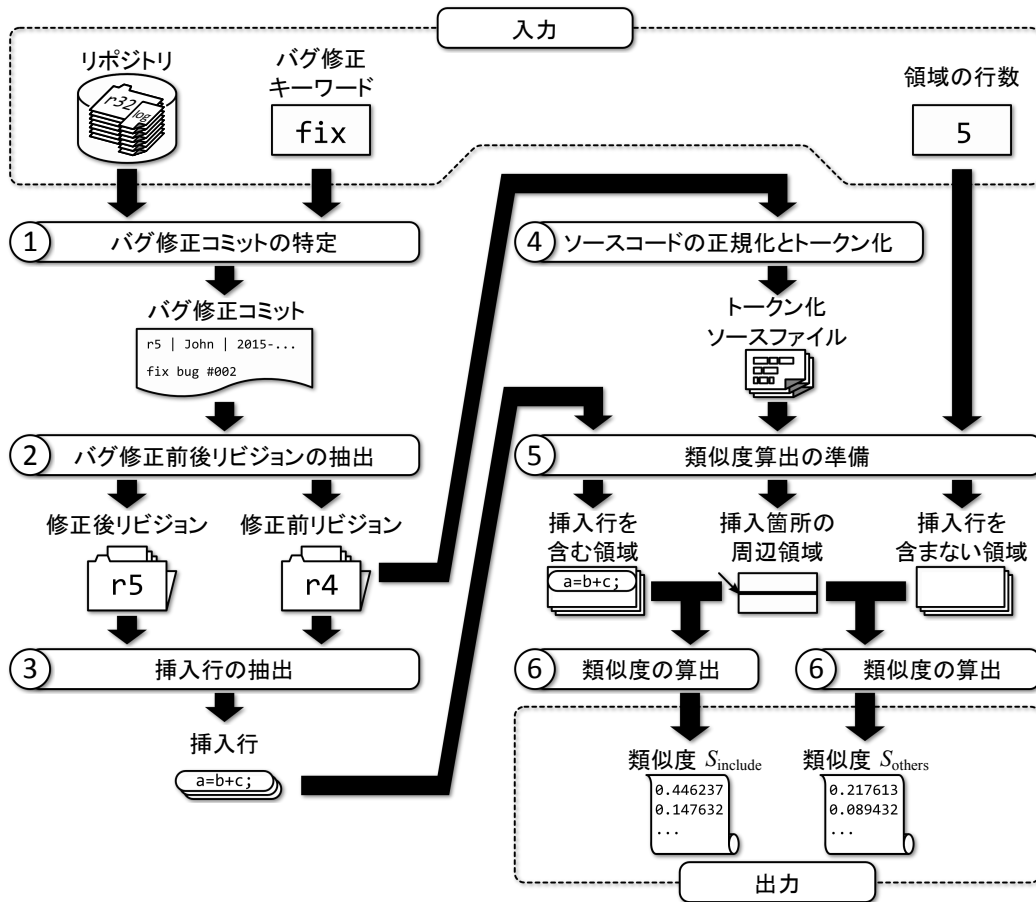 入力
リポジトリ
r32
log
バグ修正
キーワード
fix
領域の行数
5
① バグ修正コミットの特定
バグ修正コミット
r5 | John | 2015-...
fix bug #002
② バグ修正前後リビジョンの抽出
修正後リビジョン
r5
修正前リビジョン
r4
③ 挿入行の抽出
挿入行
a=b+c;
④ ソースコードの正規化とトークン化
トークン化
ソースファイル
⑤ 類似度算出の準備
挿入行を
含む領域
a=b+c;
挿入箇所の
周辺領域
挿入行を
含まない領域
⑥ 類似度の算出
⑥ 類似度の算出
類似度 Sinclude
0.446237
0.147632
...
類似度 Sothers
0.217613
0.089432
...
出力